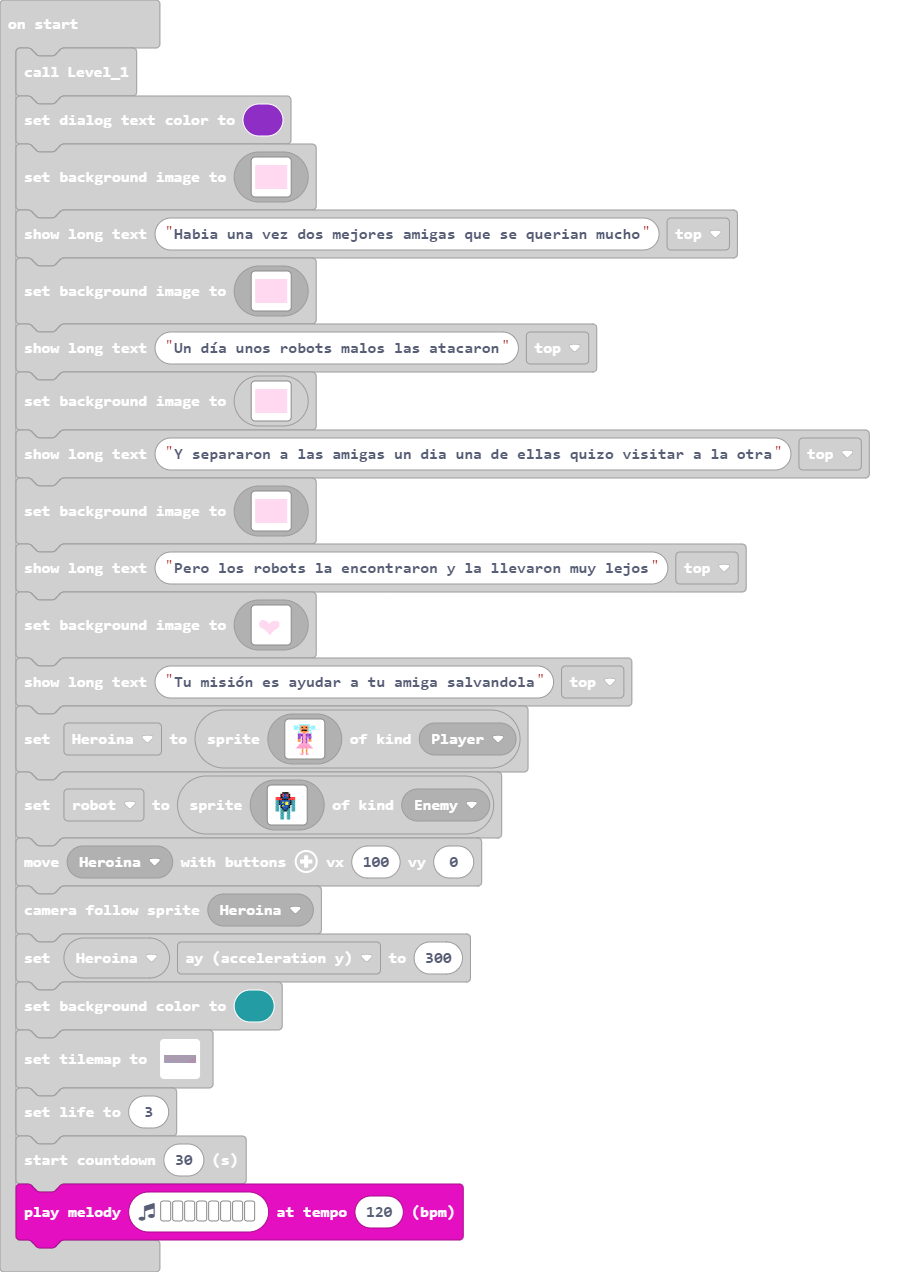 on start
call Level_1
set dialog text color to
set background image to
show long text "Habia una vez dos mejores amigas que se querian mucho" top
set background image to
show long text "Un día unos robots malos las atacaron" top
set background image to
show long text "Y separaron a las amigas un dia una de ellas quizo visitar a la otra" top
set background image to
show long text "Pero los robots la encontraron y la llevaron muy lejos" top
set background image to
show long text "Tu misión es ayudar a tu amiga salvandola" top
set Heroina to sprite of kind Player
set robot to sprite of kind Enemy
move Heroina with buttons vx 100 vy 0
camera follow sprite Heroina
set Heroina ay (acceleration y) to 300
set background color to
set tilemap to
set life to 3
start countdown 30 (s)
play melody at tempo 120 (bpm)